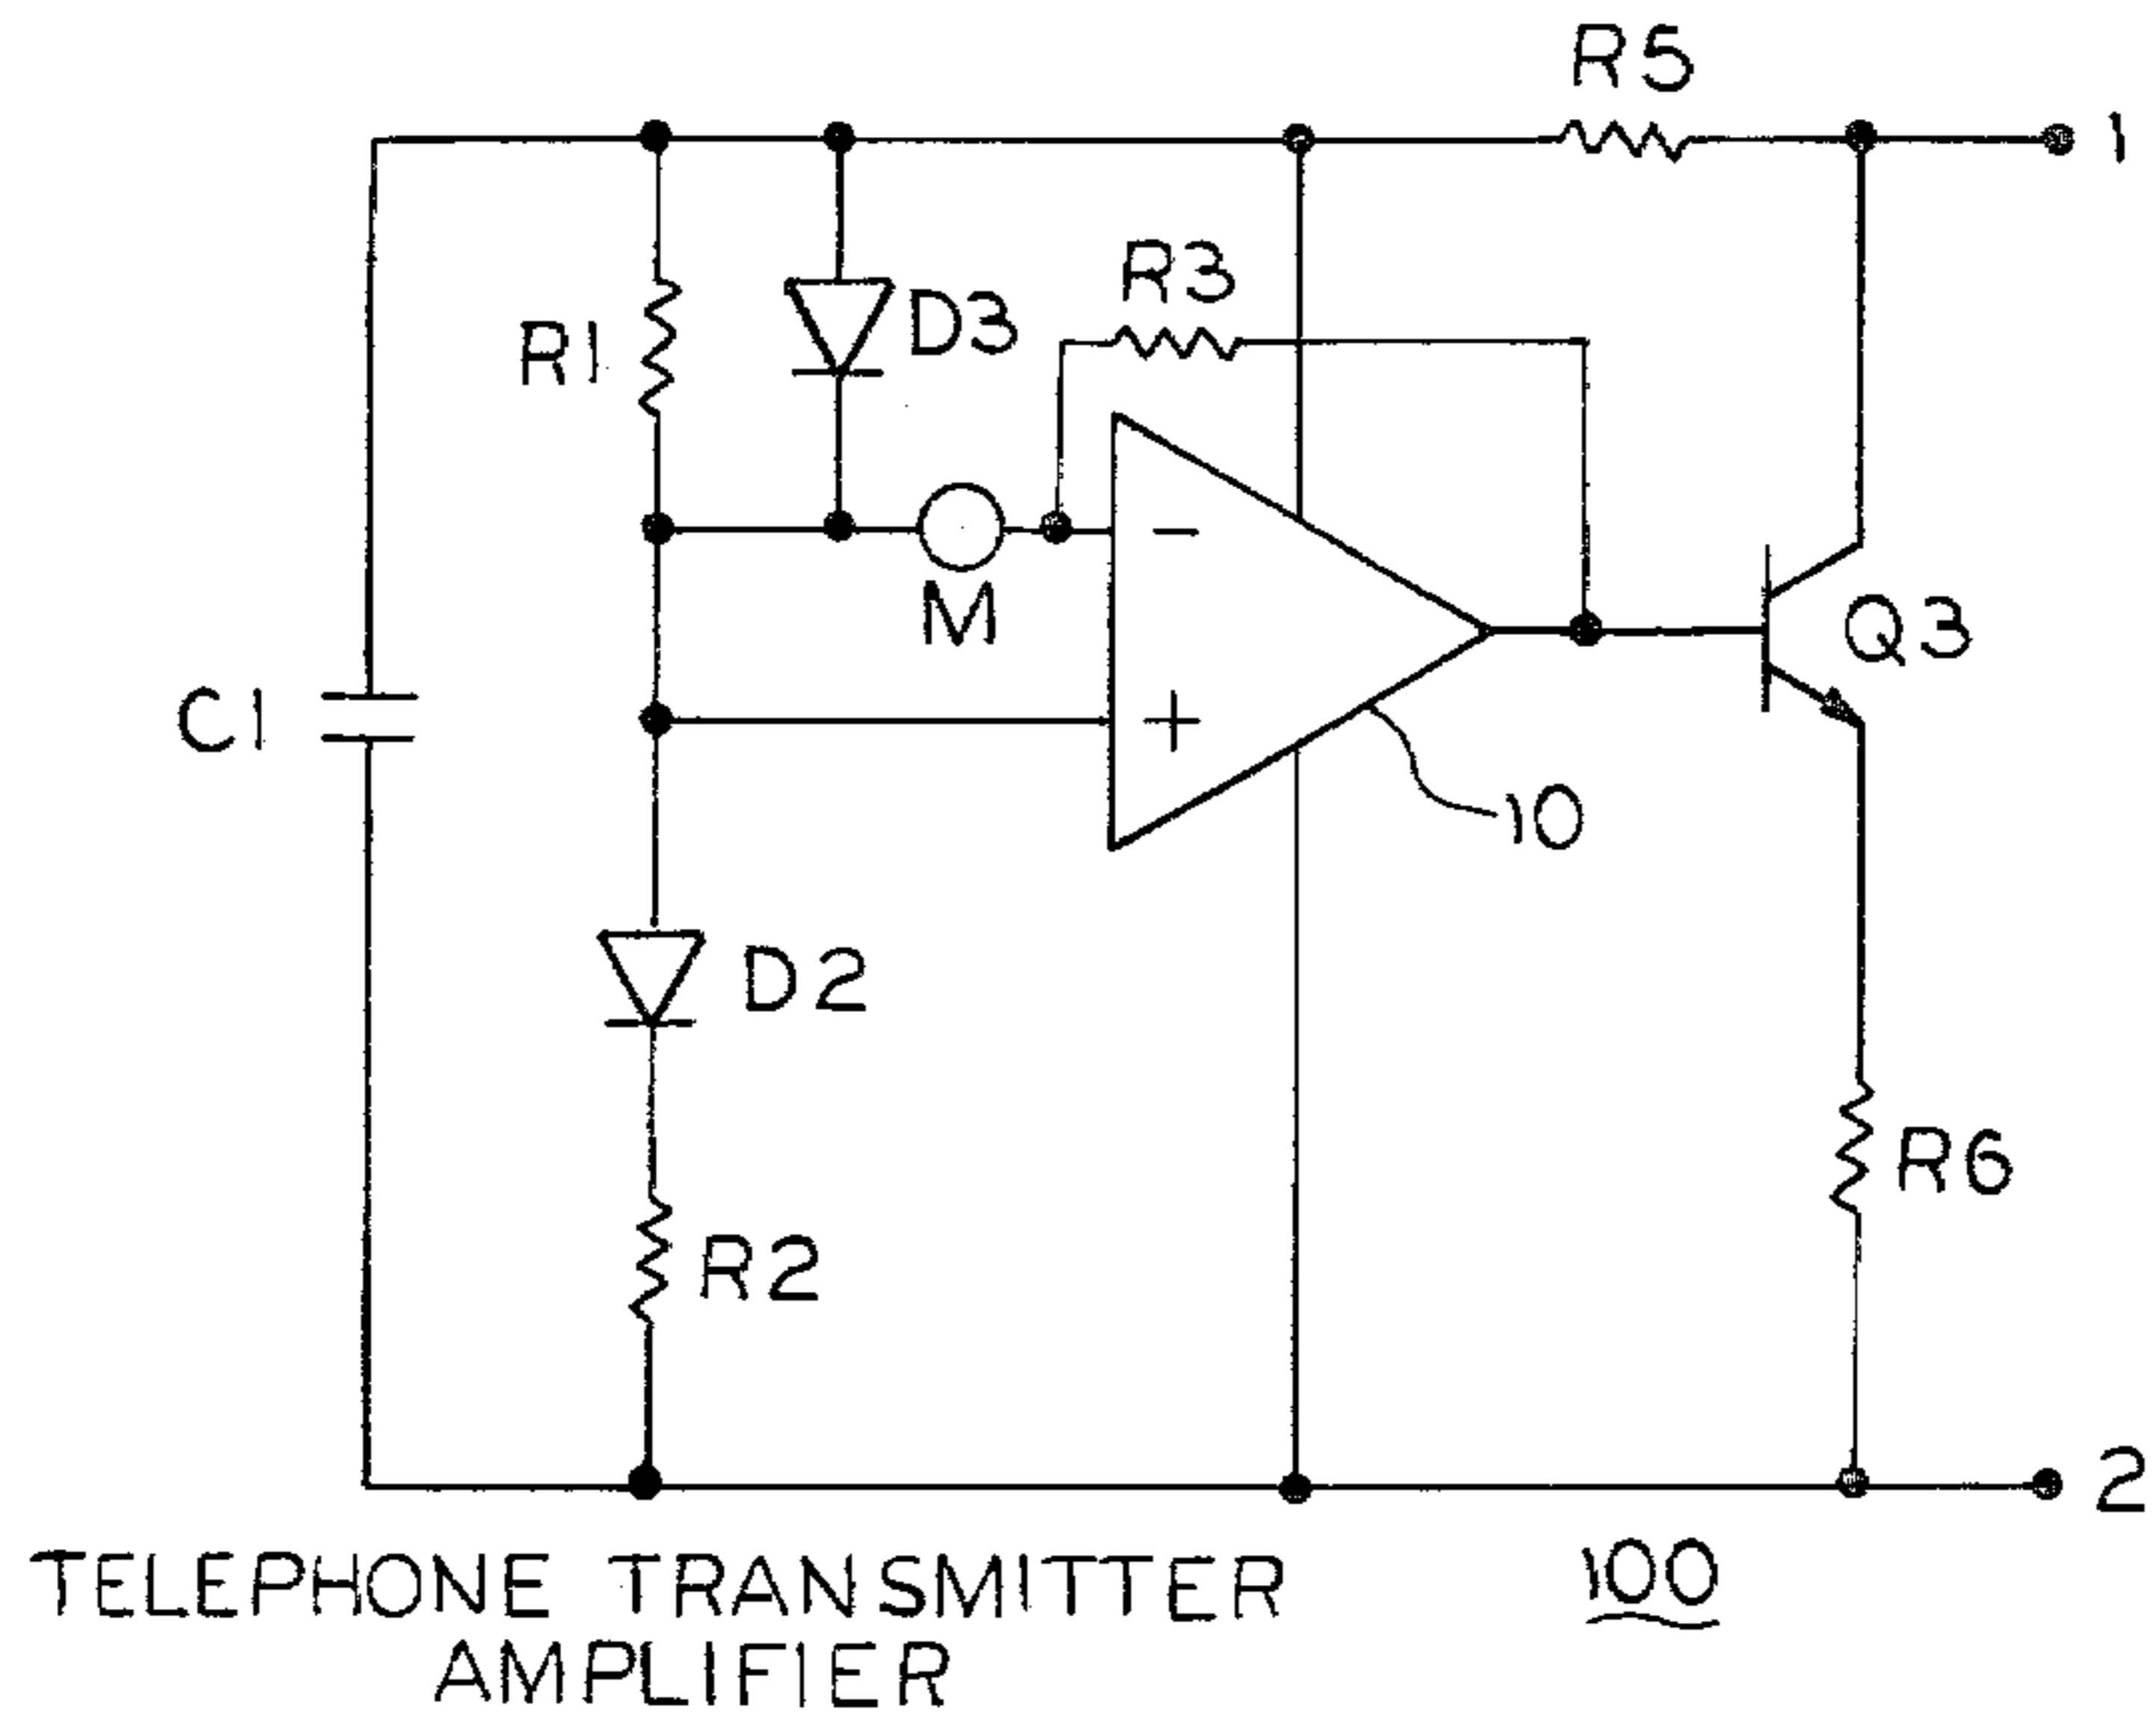 R5
1
R3
R1
D3
M
-
Q3
C1
+
10
D2
R6
R2
2
TELEPHONE TRANSMITTER
AMPLIFIER
100